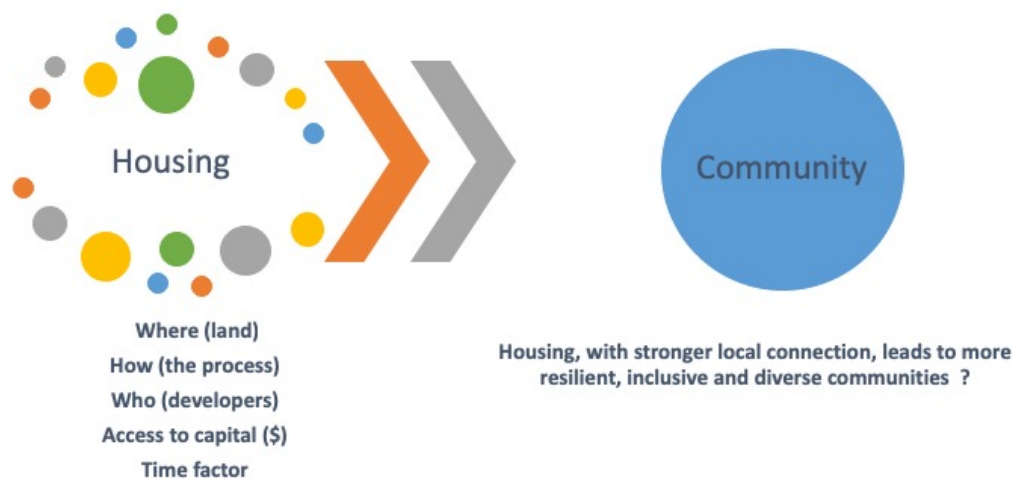 Housing
Community
Where (land)
How (the process)
Who (developers)
Access to capital ($)
Time factor
Housing, with stronger local connection, leads to more
resilient, inclusive and diverse communities  ?